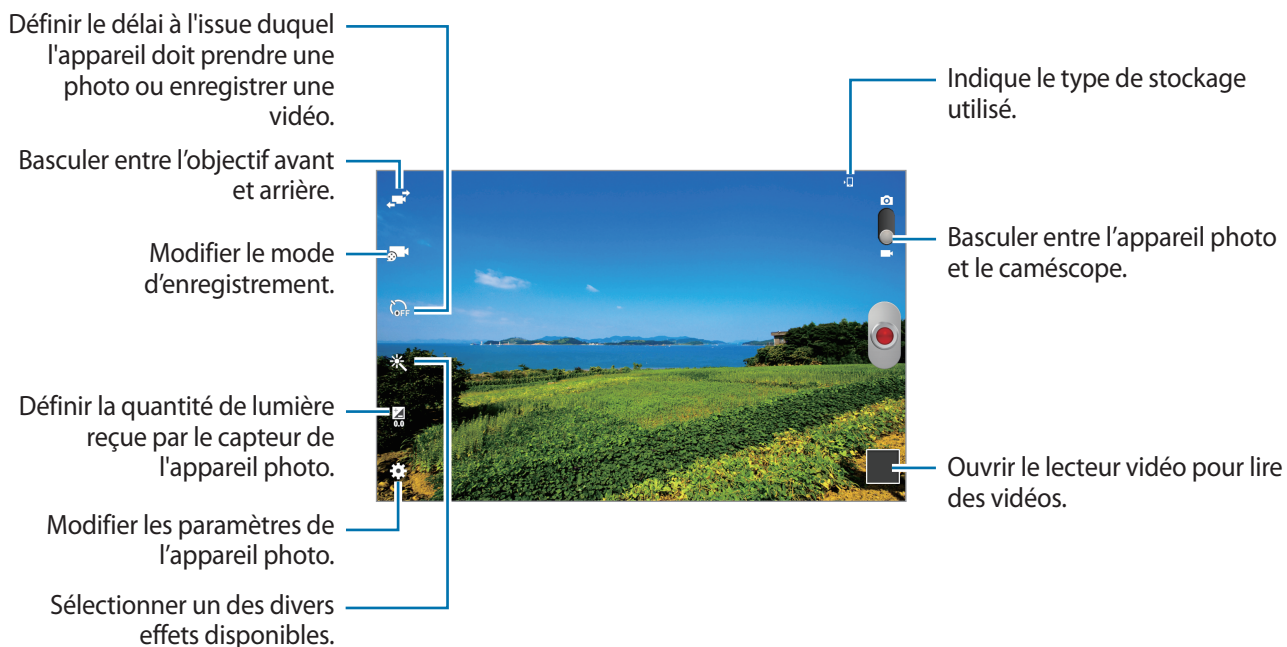 Définir le délai à l'issue duquel
l'appareil doit prendre une
photo ou enregistrer une
vidéo.
Basculer entre l’objectif avant
et arrière.
Modifier le mode
d’enregistrement.
OFF
Définir la quantité de lumière
reçue par le capteur de
l'appareil photo.
0.0
Modifier les paramètres de
l’appareil photo.
Sélectionner un des divers
effets disponibles.
Indique le type de stockage
utilisé.
Basculer entre l’appareil photo
et le caméscope.
Ouvrir le lecteur vidéo pour lire
des vidéos.